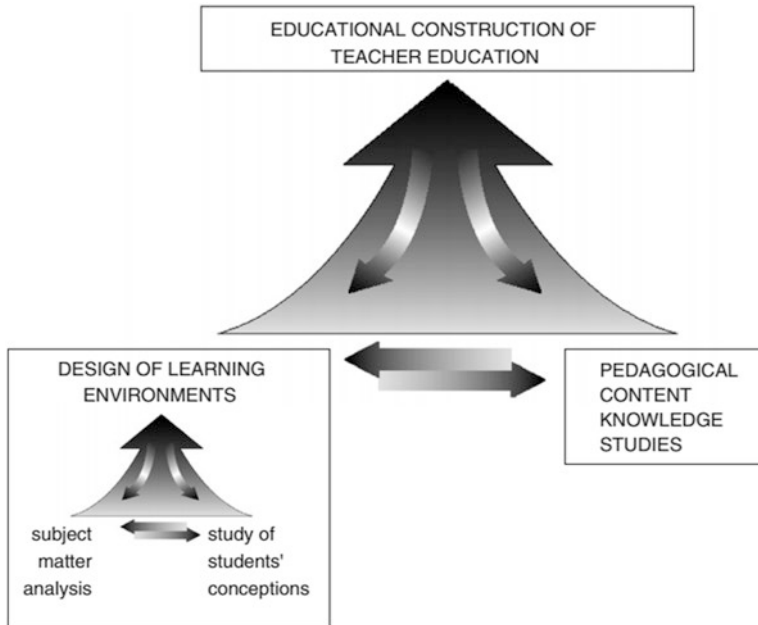 EDUCATIONAL CONSTRUCTION OF
TEACHER EDUCATION
DESIGN OF LEARNING
ENVIRONMENTS
subject
matter
analysis
study of
students'
conceptions
PEDAGOGICAL
CONTENT
KNOWLEDGE
STUDIES